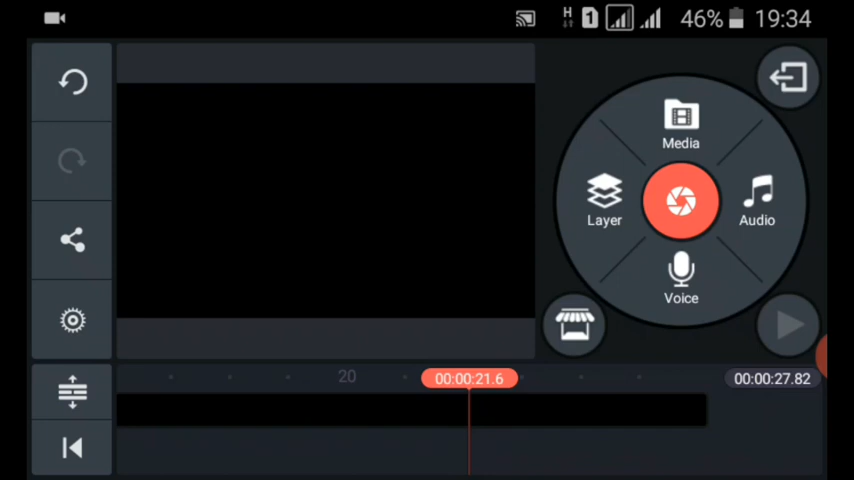 H 1 46% 19:34
Media
Layer
Audio
Voice
20
00:00:21.6
00:00:27.82